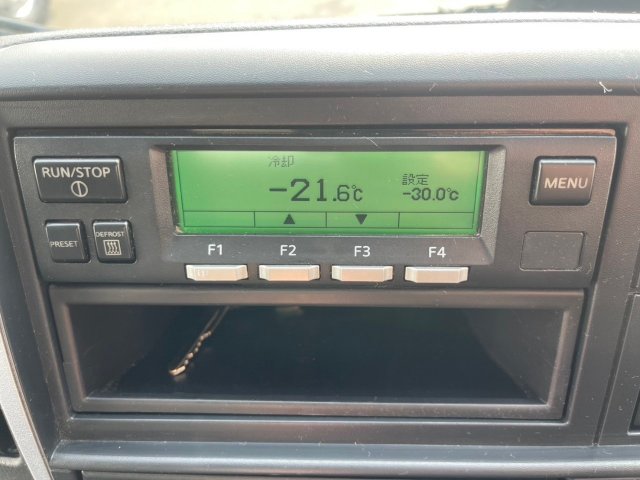 RUN/STOP
冷却
-21.6℃
設定
-30.0℃
▲ ▼
MENU
PRESET
DEFROST
F1 F2 F3 F4